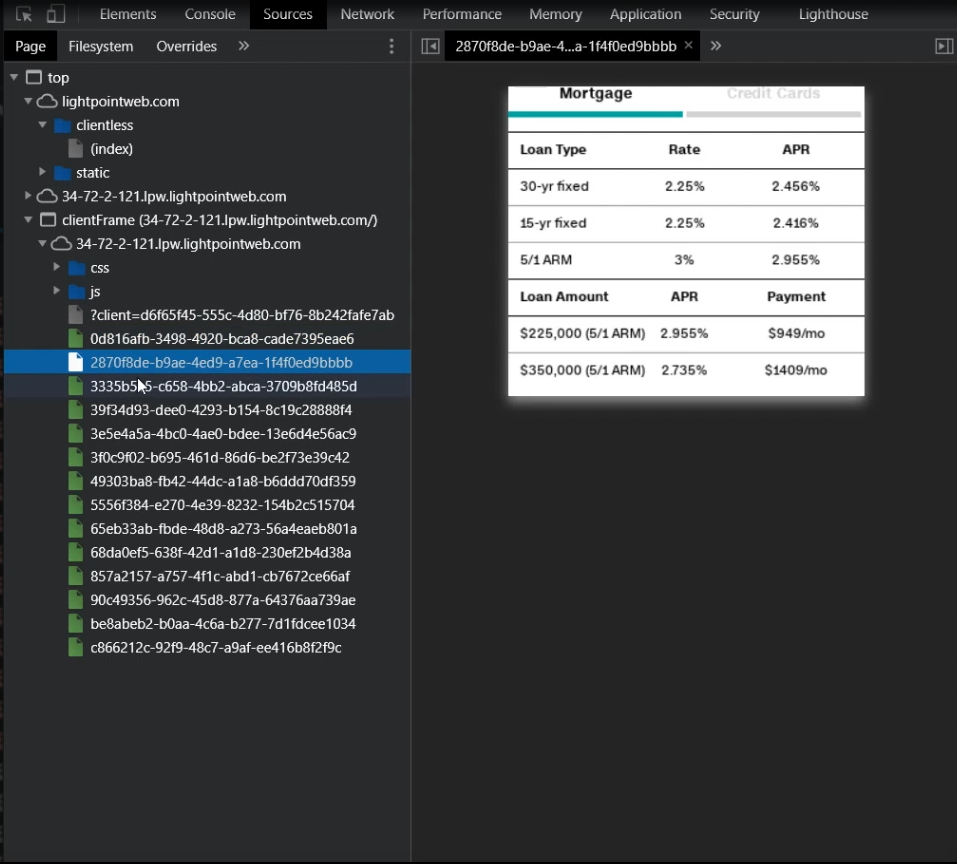 Elements Console Sources Network Performance Memory Application Security Lighthouse
Page Filesystem Overrides »
2870f8de-b9ae-4...a-1f4f0ed9bbbb × »
top
lightpointweb.com
clientless
(index)
static
34-72-2-121.lpw.lightpointweb.com
clientFrame (34-72-2-121.lpw.lightpointweb.com/)
34-72-2-121.lpw.lightpointweb.com
css
js
?client=d6f65f45-555c-4d80-bf76-8b242fafe7ab
0d816afb-3498-4920-bca8-cade7395eae6
2870f8de-b9ae-4ed9-a7ea-1f4f0ed9bbbb
-c658-4bb2-abca-3709b8fd485d
39f34d93-dee0-4293-b154-8c19c28888f4
3e5e4a5a-4bc0-4ae0-bdee-13e6d4e56ac9
3f0c9f02-b695-461d-86d6-be2f73e39c42
49303ba8-fb42-44dc-a1a8-b6ddd70df359
5556f384-e270-4e39-8232-154b2c515704
65eb33ab-fbde-48d8-a273-56a4eaeb801a
68da0ef5-638f-42d1-a1d8-230ef2b4d38a
857a2157-a757-4f1c-abd1-cb7672ce66af
90c49356-962c-45d8-877a-64376aa739ae
be8abeb2-b0aa-4c6a-b277-7d1fdcee1034
c866212c-92f9-48c7-a9af-ee416b8f2f9c
Mortgage Credit Cards
Loan Type Rate APR
30-yr fixed 2.25% 2.456%
15-yr fixed 2.25% 2.416%
5/1 ARM 3% 2.955%
Loan Amount APR Payment
$225,000 (5/1 ARM) 2.955% $949/mo
$350,000 (5/1 ARM) 2.735% $1409/mo